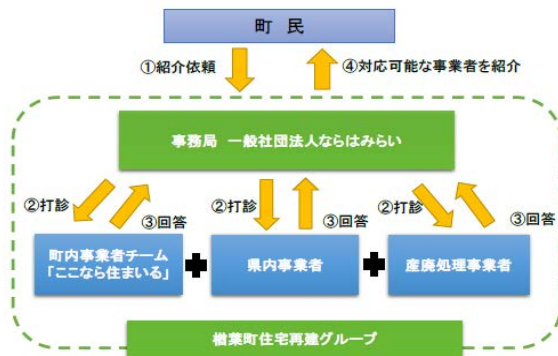 町 民
①紹介依頼
④対応可能な事業者を紹介
事務局 一般社団法人ならはみらい
②打診
③回答
②打診
③回答
②打診
③回答
町内事業者チーム
「ここなら住まいる」
県内事業者
産廃処理事業者
楢葉町住宅再建グループ